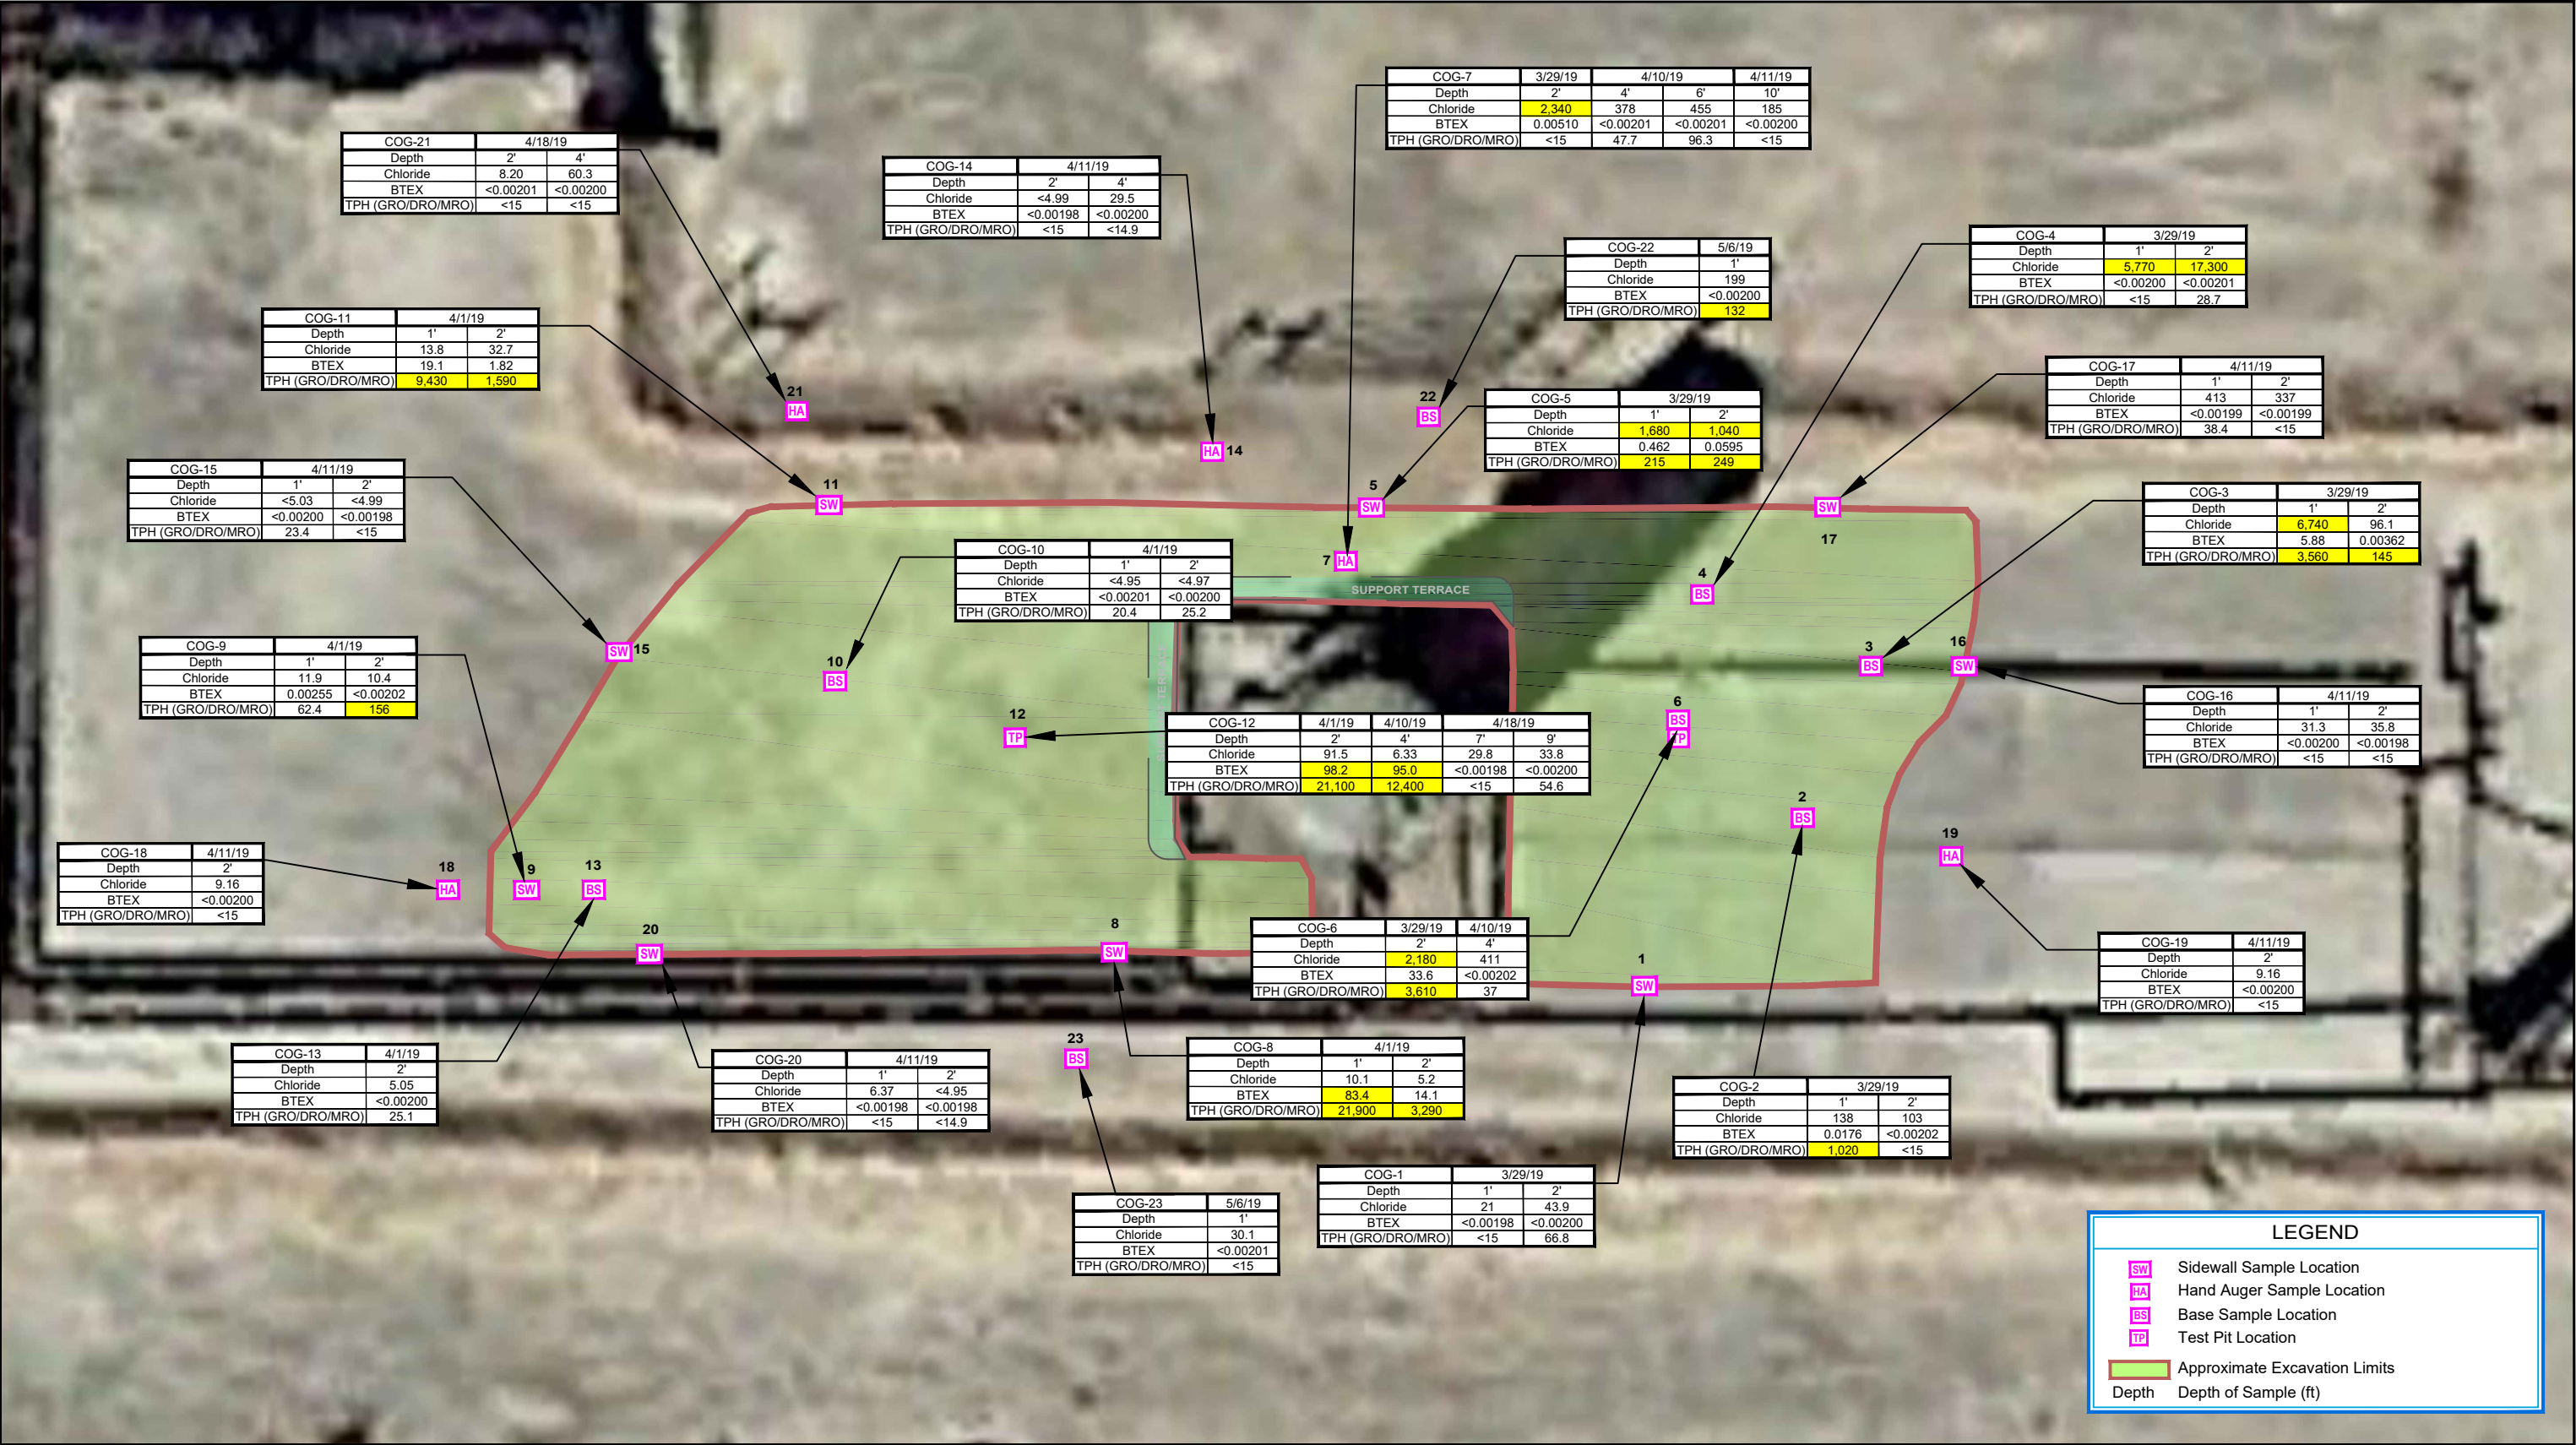 COG-7 3/29/19 4/10/19 4/11/19
Depth 2' 4' 6' 10'
Chloride 2,340 378 455 185
BTEX 0.00510 <0.00201 <0.00201 <0.00200
TPH (GRO/DRO/MRO) <15 47.7 96.3 <15
COG-21 4/18/19
Depth 2' 4'
Chloride 8.20 60.3
BTEX <0.00201 <0.00200
TPH (GRO/DRO/MRO) <15 <15
COG-14 4/11/19
Depth 2' 4'
Chloride <4.99 29.5
BTEX <0.00198 <0.00200
TPH (GRO/DRO/MRO) <15 <14.9
COG-22 5/6/19
Depth 1'
Chloride 199
BTEX <0.00200
TPH (GRO/DRO/MRO) 132
COG-4 3/29/19
Depth 1' 2'
Chloride 5,770 17,300
BTEX <0.00200 <0.00201
TPH (GRO/DRO/MRO) <15 28.7
COG-11 4/1/19
Depth 1' 2'
Chloride 13.8 32.7
BTEX 19.1 1.82
TPH (GRO/DRO/MRO) 9,430 1,590
COG-17 4/11/19
Depth 1' 2'
Chloride 413 337
BTEX <0.00199 <0.00199
TPH (GRO/DRO/MRO) 38.4 <15
21
HA
22
BS
COG-5 3/29/19
Depth 1' 2'
Chloride 1,680 1,040
BTEX 0.462 0.0595
TPH (GRO/DRO/MRO) 215 249
HA 14
COG-15 4/11/19
Depth 1' 2'
Chloride <5.03 <4.99
BTEX <0.00200 <0.00198
TPH (GRO/DRO/MRO) 23.4 <15
11
SW
5
SW
SW
17
COG-3 3/29/19
Depth 1' 2'
Chloride 6,740 96.1
BTEX 5.88 0.00362
TPH (GRO/DRO/MRO) 3,560 145
COG-10 4/1/19
Depth 1' 2'
Chloride <4.95 <4.97
BTEX <0.00201 <0.00200
TPH (GRO/DRO/MRO) 20.4 25.2
7 HA
SUPPORT TERRACE
4
BS
COG-9 4/1/19
Depth 1' 2'
Chloride 11.9 10.4
BTEX 0.00255 <0.00202
TPH (GRO/DRO/MRO) 62.4 156
SW 15
10
BS
3
BS
16
SW
COG-16 4/11/19
Depth 1' 2'
Chloride 31.3 35.8
BTEX <0.00200 <0.00198
TPH (GRO/DRO/MRO) <15 <15
12
TP
TERRACE
COG-12 4/1/19 4/10/19 4/18/19
Depth 2' 4' 7' 9'
Chloride 91.5 6.33 29.8 33.8
BTEX 98.2 95.0 <0.00198 <0.00200
TPH (GRO/DRO/MRO) 21,100 12,400 <15 54.6
6
BS
TP
2
BS
COG-18 4/11/19
Depth 2'
Chloride 9.16
BTEX <0.00200
TPH (GRO/DRO/MRO) <15
18
HA
9
SW
13
BS
19
HA
20
SW
8
SW
COG-6 3/29/19 4/10/19
Depth 2' 4'
Chloride 2,180 411
BTEX 33.6 <0.00202
TPH (GRO/DRO/MRO) 3,610 37
1
SW
COG-19 4/11/19
Depth 2'
Chloride 9.16
BTEX <0.00200
TPH (GRO/DRO/MRO) <15
COG-13 4/1/19
Depth 2'
Chloride 5.05
BTEX <0.00200
TPH (GRO/DRO/MRO) 25.1
COG-20 4/11/19
Depth 1' 2'
Chloride 6.37 <4.95
BTEX <0.00198 <0.00198
TPH (GRO/DRO/MRO) <15 <14.9
23
BS
COG-8 4/1/19
Depth 1' 2'
Chloride 10.1 5.2
BTEX 83.4 14.1
TPH (GRO/DRO/MRO) 21,900 3,290
COG-2 3/29/19
Depth 1' 2'
Chloride 138 103
BTEX 0.0176 <0.00202
TPH (GRO/DRO/MRO) 1,020 <15
COG-23 5/6/19
Depth 1'
Chloride 30.1
BTEX <0.00201
TPH (GRO/DRO/MRO) <15
COG-1 3/29/19
Depth 1' 2'
Chloride 21 43.9
BTEX <0.00198 <0.00200
TPH (GRO/DRO/MRO) <15 66.8
LEGEND
SW Sidewall Sample Location
HA Hand Auger Sample Location
BS Base Sample Location
TP Test Pit Location
Approximate Excavation Limits
Depth Depth of Sample (ft)